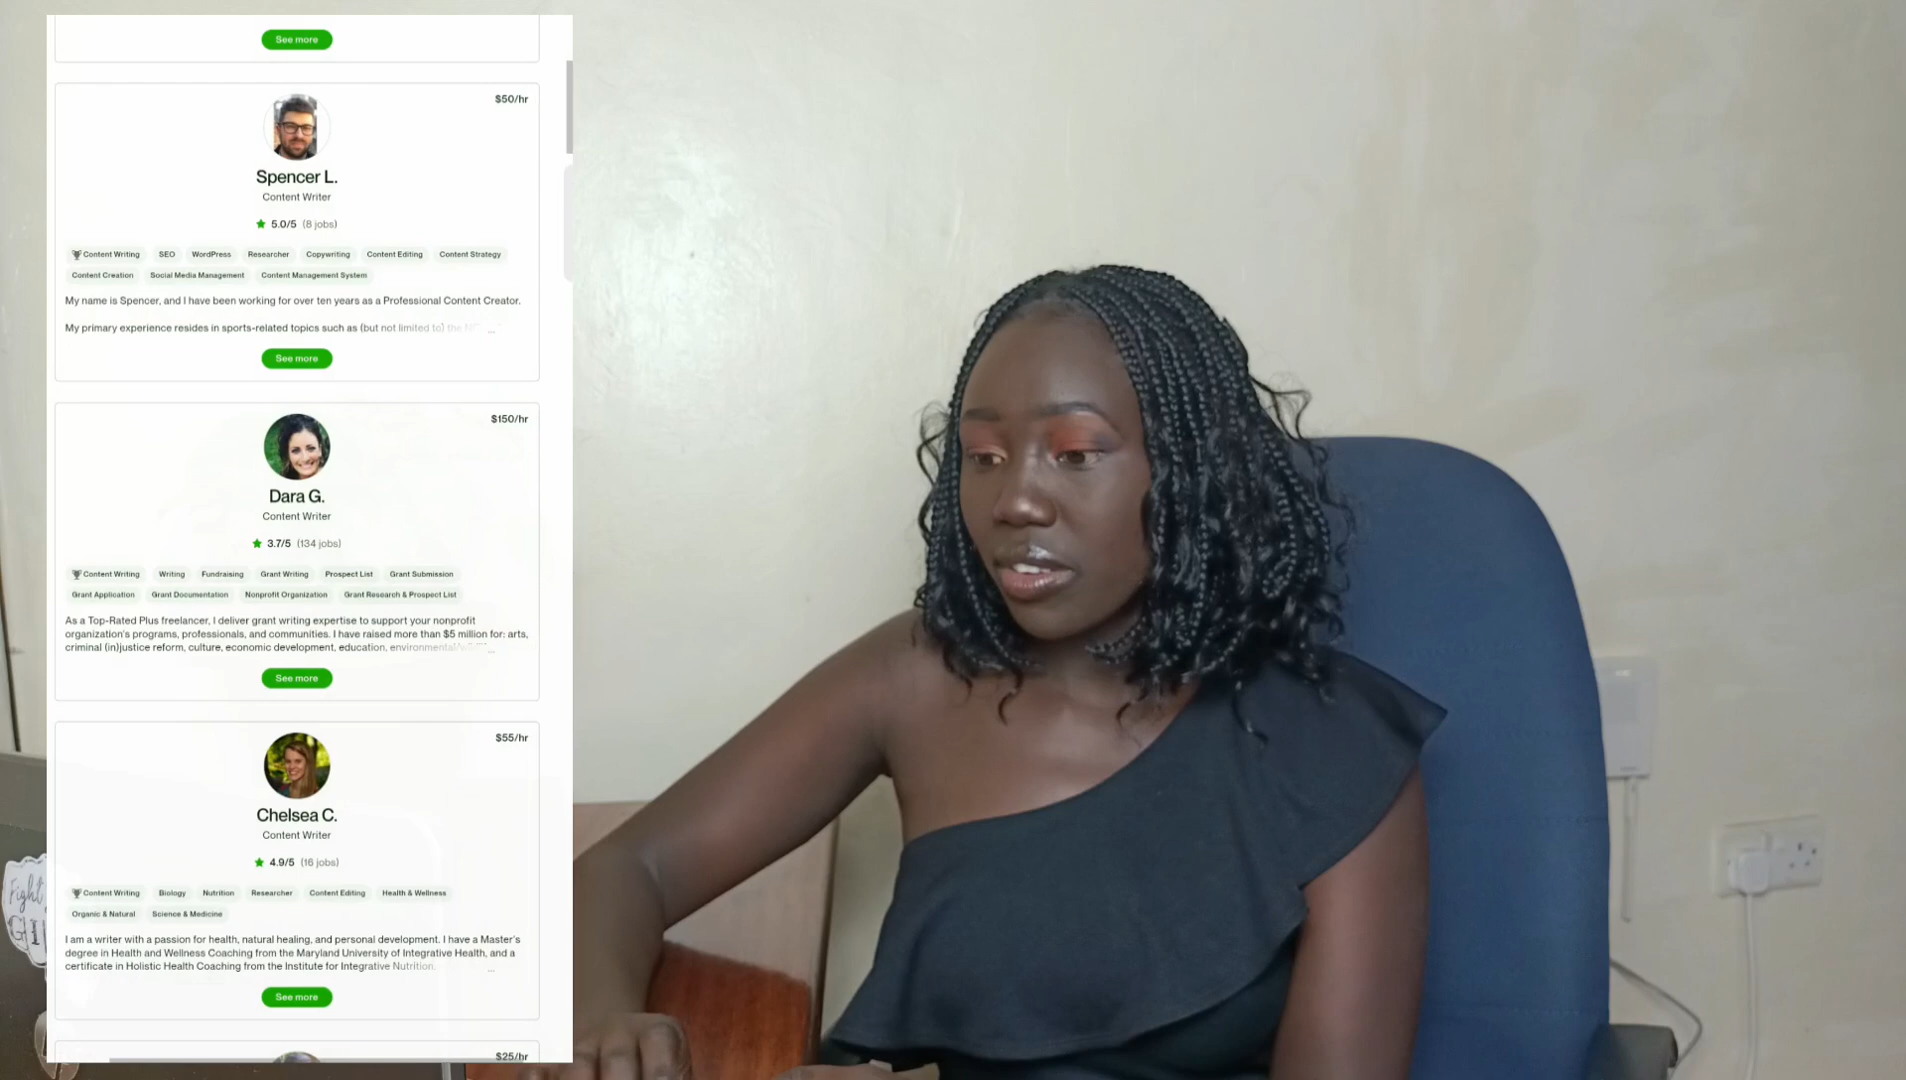 See more
$50/hr
Spencer L.
Content Writer
5.0/5 (8 jobs)
Content Writing SEO WordPress Researcher Copywriting Content Editing Content Strategy
Content Creation Social Media Management Content Management System
My name is Spencer, and I have been working for over ten years as a Professional Content Creator.
My primary experience resides in sports-related topics such as (but not limited to) the ...
See more
$150/hr
Dara G.
Content Writer
3.7/5 (134 jobs)
Content Writing Writing Fundraising Grant Writing Prospect List Grant Submission
Grant Application Grant Documentation Nonprofit Organization Grant Research & Prospect List
As a Top-Rated Plus freelancer, I deliver grant writing expertise to support your nonprofit
organization's programs, professionals, and communities. I have raised more than $5 million for: arts,
criminal (in)justice reform, culture, economic development, education, environmental/ ...
See more
$55/hr
Chelsea C.
Content Writer
4.9/5 (16 jobs)
Content Writing Biology Nutrition Researcher Content Editing Health & Wellness
Organic & Natural Science & Medicine
I am a writer with a passion for health, natural healing, and personal development. I have a Master's
degree in Health and Wellness Coaching from the Maryland University of Integrative Health, and a
certificate in Holistic Health Coaching from the Institute for Integrative Nutrition. ...
See more
$25/hr
Fight